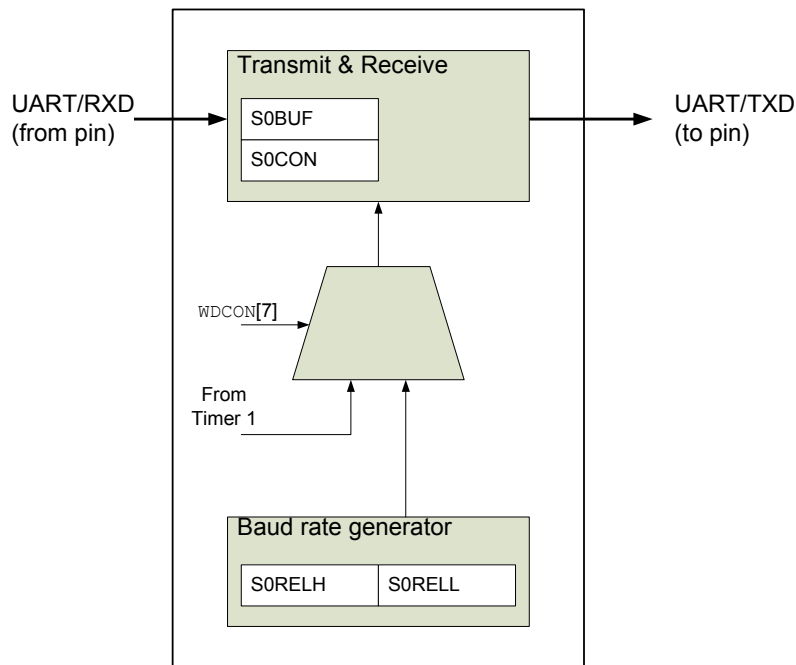 Transmit & Receive
UART/RXD
(from pin)
S0BUF
S0CON
UART/TXD
(to pin)
WDCON[7]
From
Timer 1
Baud rate generator
S0RELH
S0RELL